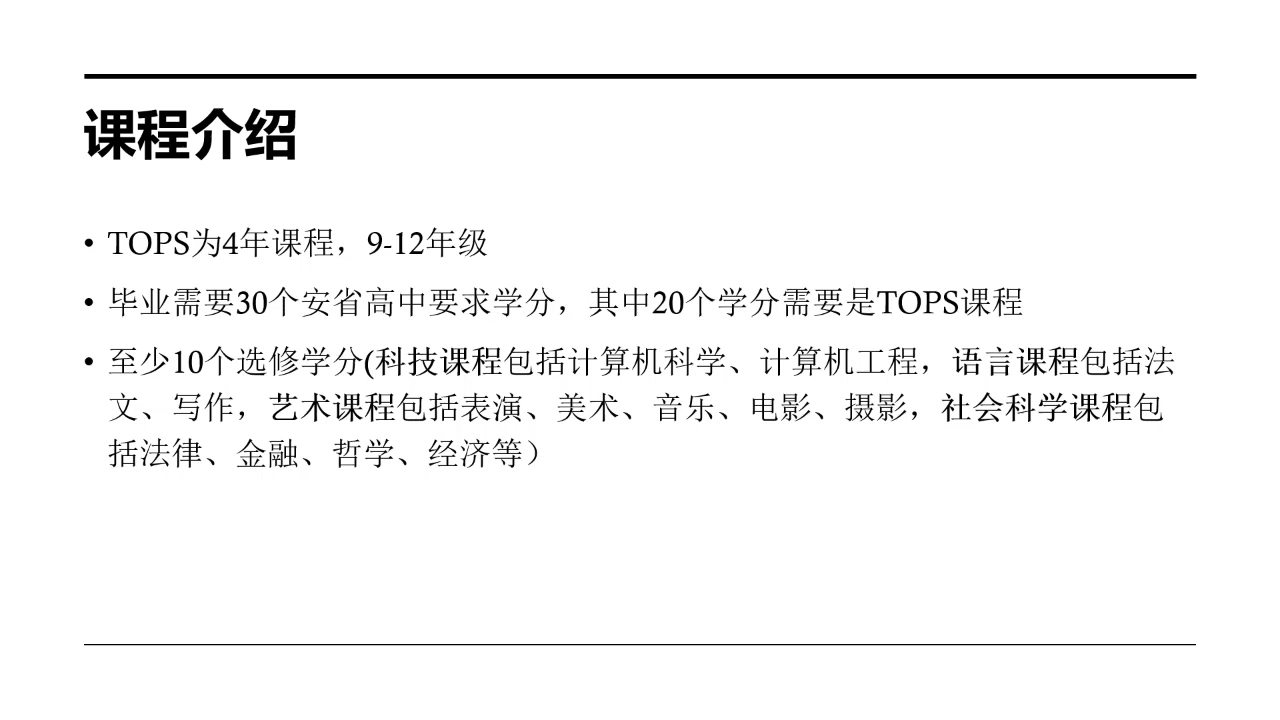 课程介绍
• TOPS为4年课程，9-12年级
• 毕业需要30个安省高中要求学分，其中20个学分需要是TOPS课程
• 至少10个选修学分(科技课程包括计算机科学、计算机工程，语言课程包括法
文、写作，艺术课程包括表演、美术、音乐、电影、摄影，社会科学课程包
括法律、金融、哲学、经济等）